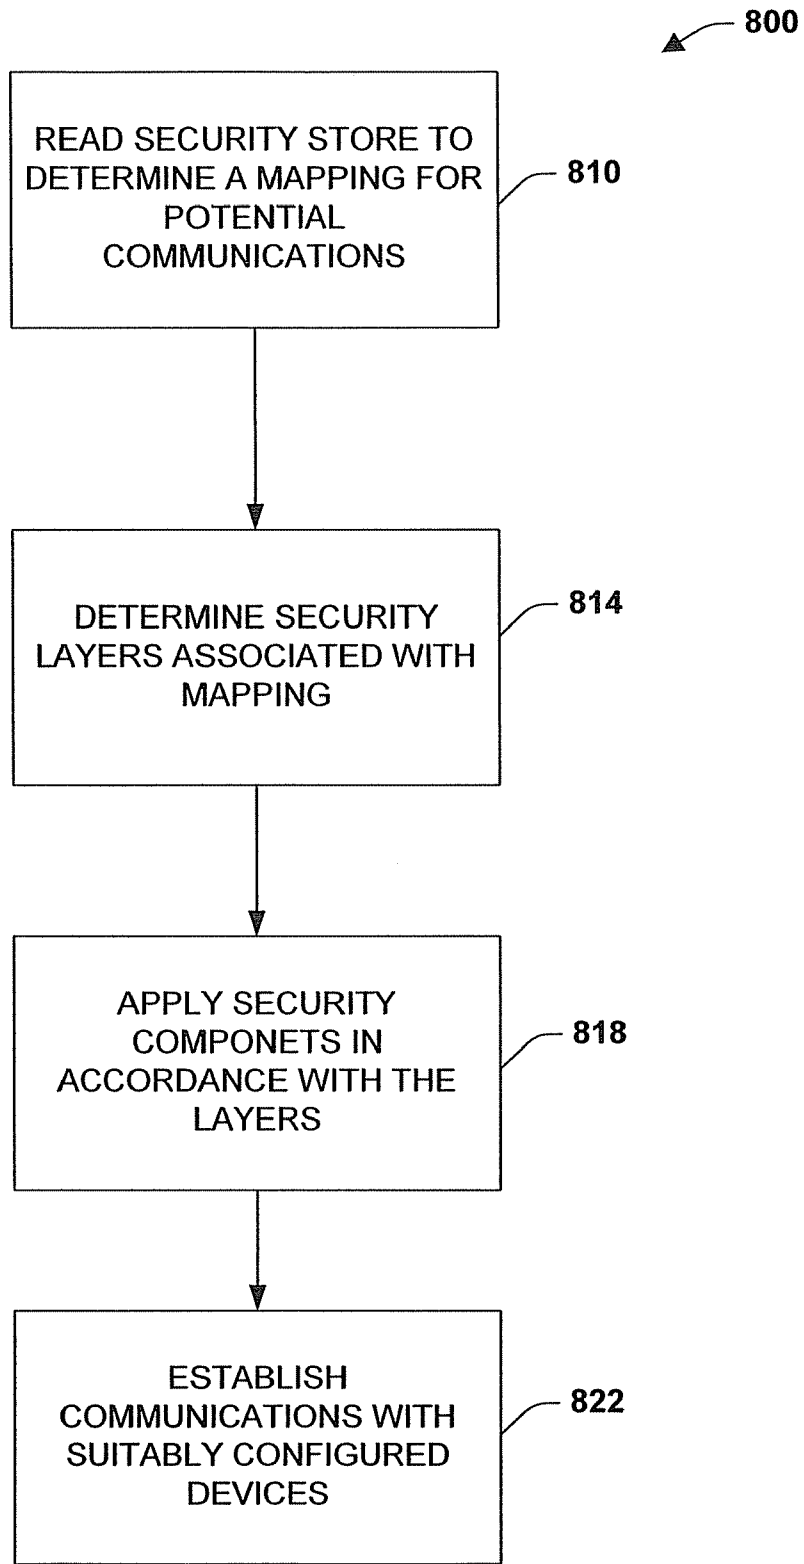 800
READ SECURITY STORE TO
DETERMINE A MAPPING FOR
POTENTIAL
COMMUNICATIONS
810
DETERMINE SECURITY
LAYERS ASSOCIATED WITH
MAPPING
814
APPLY SECURITY
COMPONETS IN
ACCORDANCE WITH THE
LAYERS
818
ESTABLISH
COMMUNICATIONS WITH
SUITABLY CONFIGURED
DEVICES
822